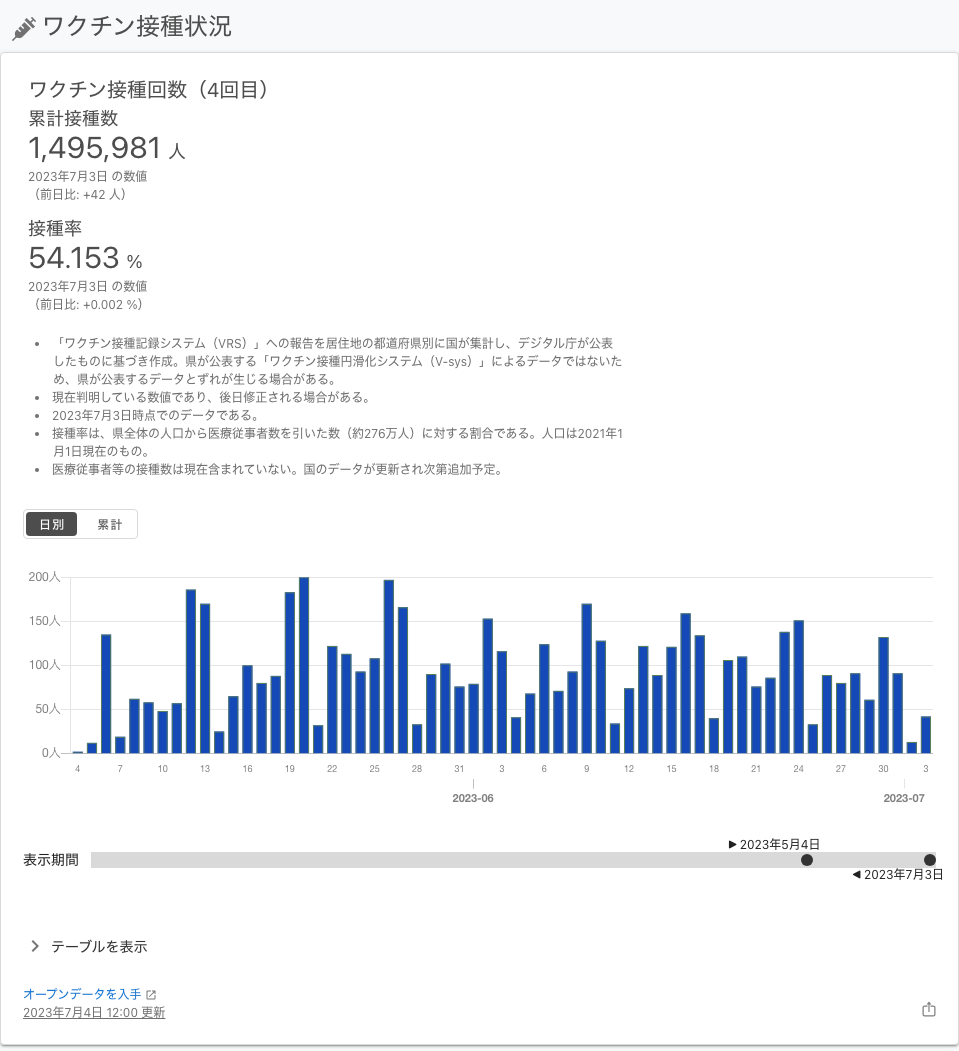 ワクチン接種状況
ワクチン接種回数（4回目）
累計接種数
1,495,981 人
2023年7月3日 の数値
（前日比: +42 人）
接種率
54.153 %
2023年7月3日 の数値
（前日比: +0.002 %）
• 「ワクチン接種記録システム（VRS）」への報告を居住地の都道府県別に国が集計し、デジタル庁が公表
したものに基づき作成。県が公表する「ワクチン接種円滑化システム（V-sys）」によるデータではないた
め、県が公表するデータとずれが生じる場合がある。
• 現在判明している数値であり、後日修正される場合がある。
• 2023年7月3日時点でのデータである。
• 接種率は、県全体の人口から医療従事者数を引いた数（約276万人）に対する割合である。人口は2021年1
月1日現在のもの。
• 医療従事者等の接種数は現在含まれていない。国のデータが更新され次第追加予定。
日別 累計
200人
150人
100人
50人
0人
4 7 10 13 16 19 22 25 28 31 3 6 9 12 15 18 21 24 27 30 3
2023-06 2023-07
▶ 2023年5月4日
表示期間
◀ 2023年7月3日
テーブルを表示
オープンデータを入手
2023年7月4日 12:00 更新